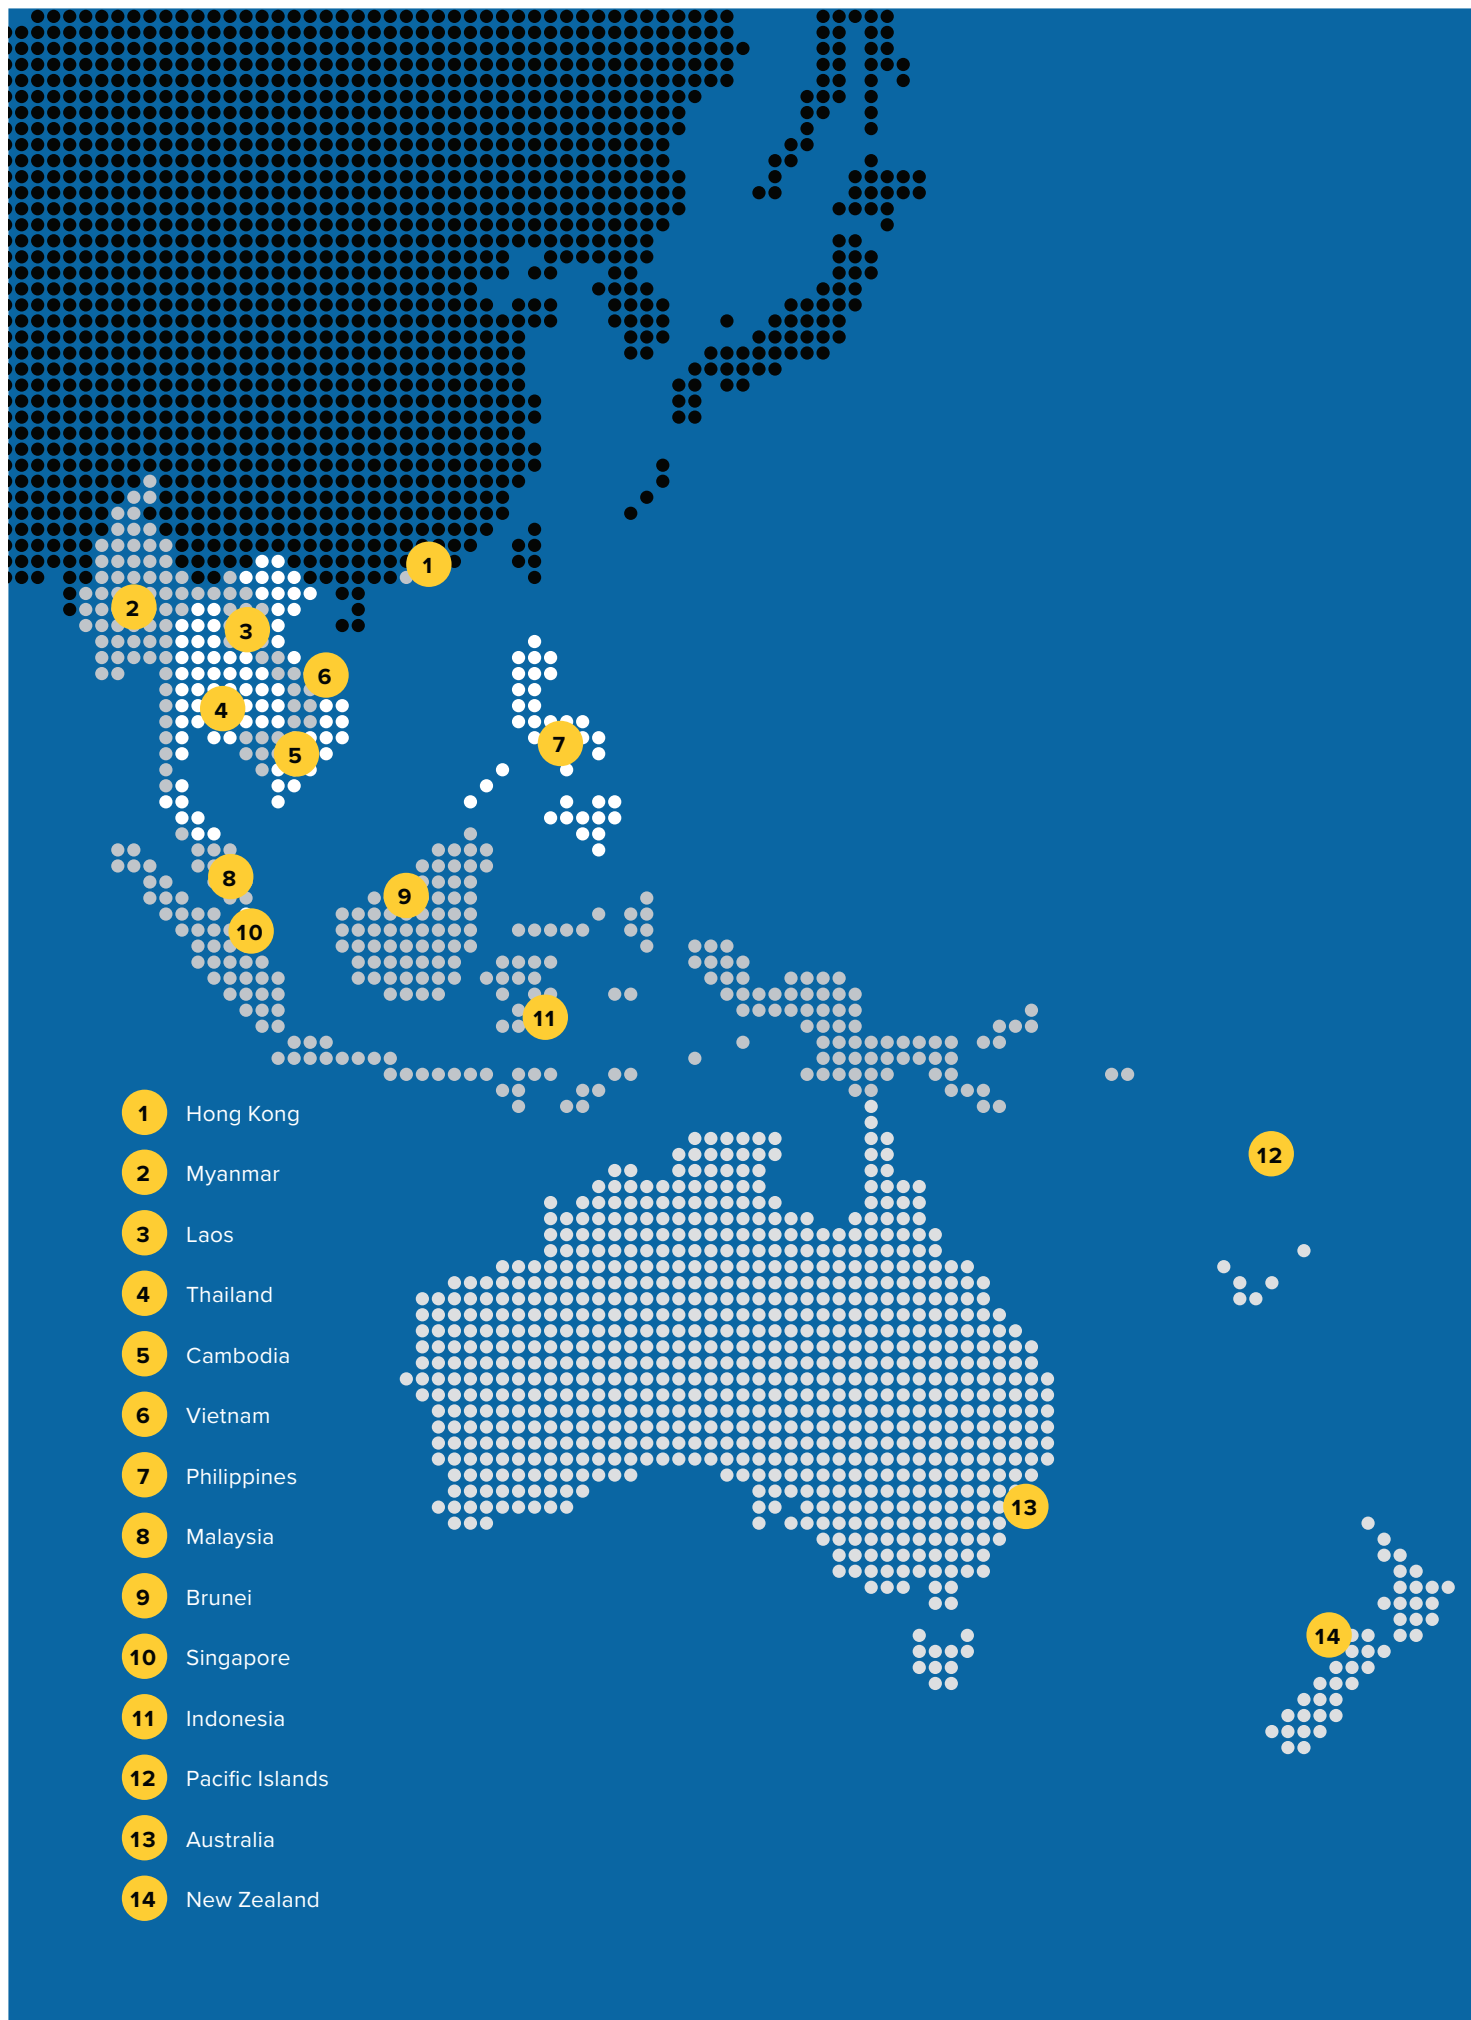 1
2
3
6
4
7
5
8
9
10
11
12
13
14
1 Hong Kong
2 Myanmar
3 Laos
4 Thailand
5 Cambodia
6 Vietnam
7 Philippines
8 Malaysia
9 Brunei
10 Singapore
11 Indonesia
12 Pacific Islands
13 Australia
14 New Zealand